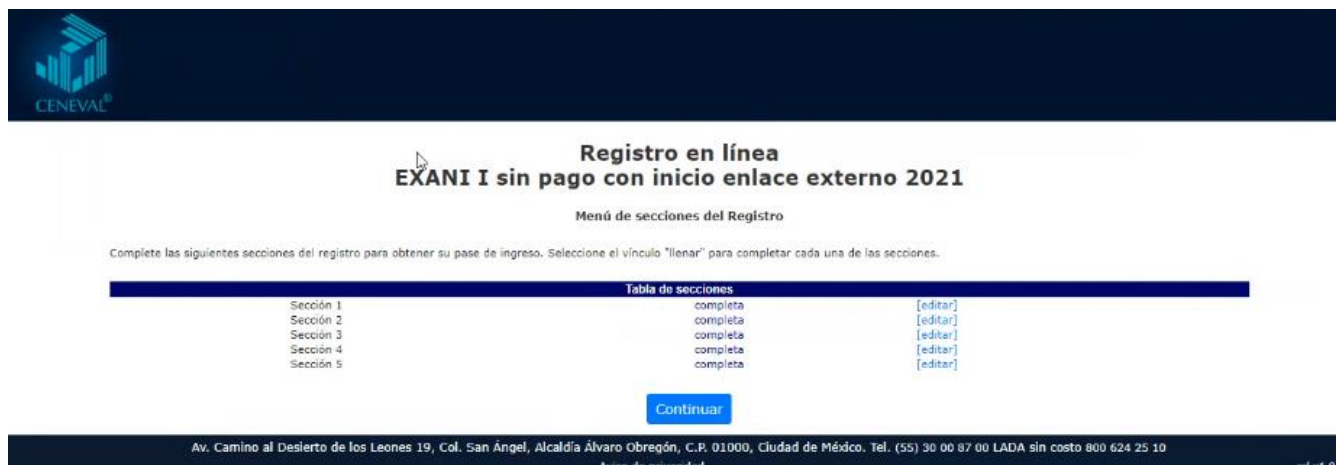 CENEVAL®
Registro en línea
EXANI I sin pago con inicio enlace externo 2021
Menú de secciones del Registro
Complete las siguientes secciones del registro para obtener su pase de ingreso. Seleccione el vínculo "llenar" para completar cada una de las secciones.
Tabla de secciones
Sección 1 completa [editar]
Sección 2 completa [editar]
Sección 3 completa [editar]
Sección 4 completa [editar]
Sección 5 completa [editar]
Continuar
Av. Camino al Desierto de los Leones 19, Col. San Ángel, Alcaldía Álvaro Obregón, C.P. 01000, Ciudad de México. Tel. (55) 30 00 87 00 LADA sin costo 800 624 25 10
Aviso de privacidad